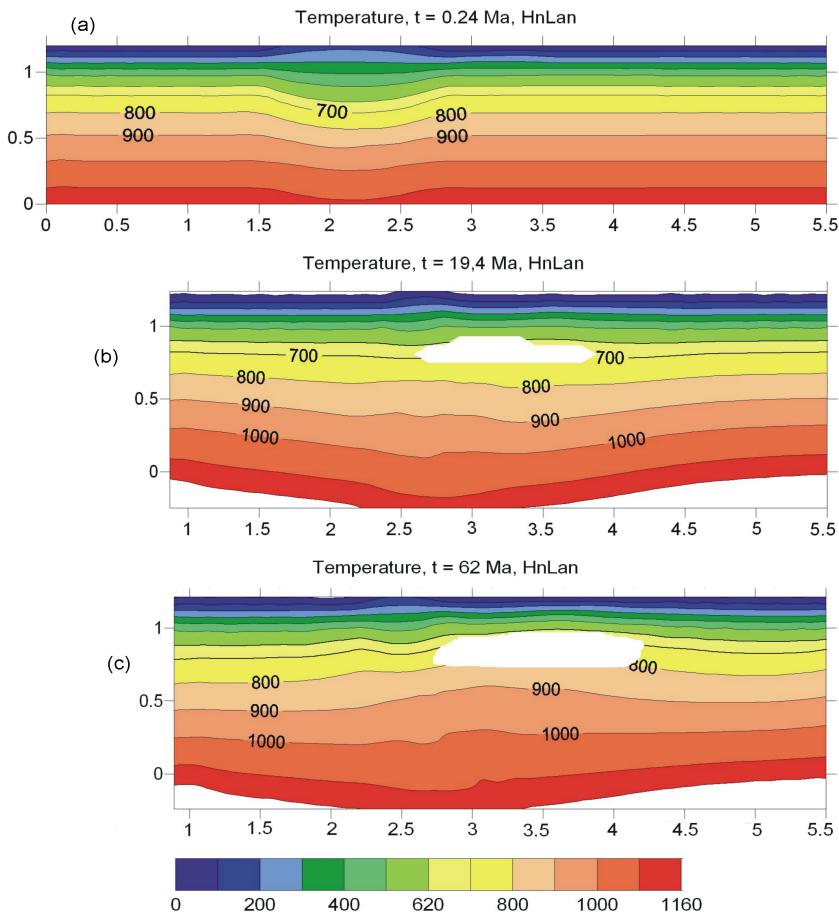 (a)
Temperature, t = 0.24 Ma, HnLan
1
0.5
0
700
800 800
900 900
0 0.5 1 1.5 2 2.5 3 3.5 4 4.5 5 5.5
Temperature, t = 19,4 Ma, HnLan
(b)
1
0.5
0
700 700
800 800
900 900
1000 1000
1 1.5 2 2.5 3 3.5 4 4.5 5 5.5
Temperature, t = 62 Ma, HnLan
(c)
1
0.5
0
800 800
900 900
1000 1000
1 1.5 2 2.5 3 3.5 4 4.5 5 5.5
0 200 400 620 800 1000 1160